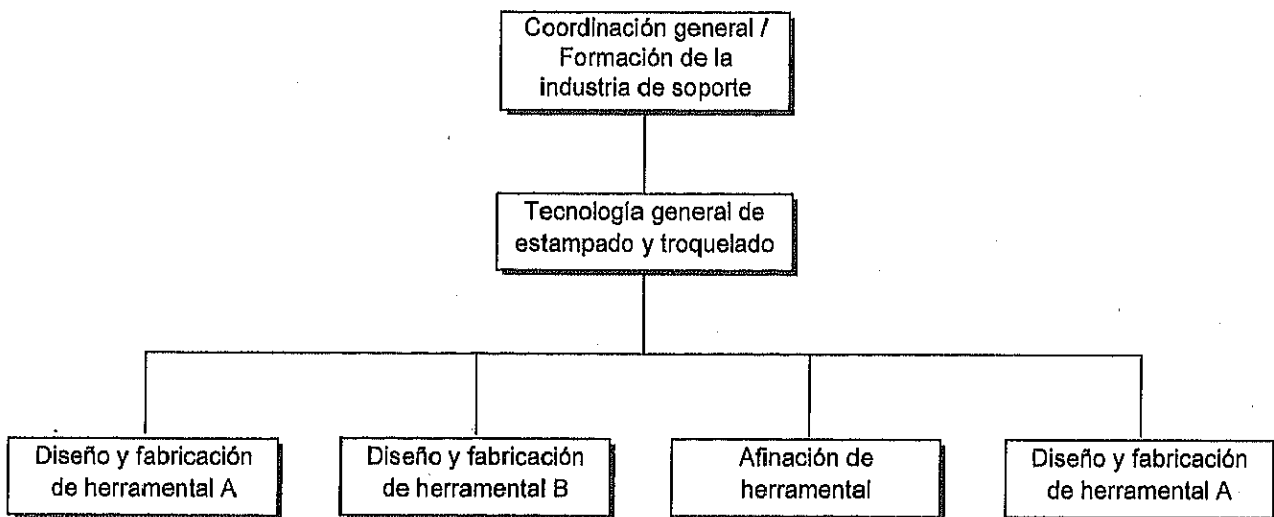 Coordinación general /
Formación de la
industria de soporte
Tecnología general de
estampado y troquelado
Diseño y fabricación
de herramental A
Diseño y fabricación
de herramental B
Afinación de
herramental
Diseño y fabricación
de herramental A